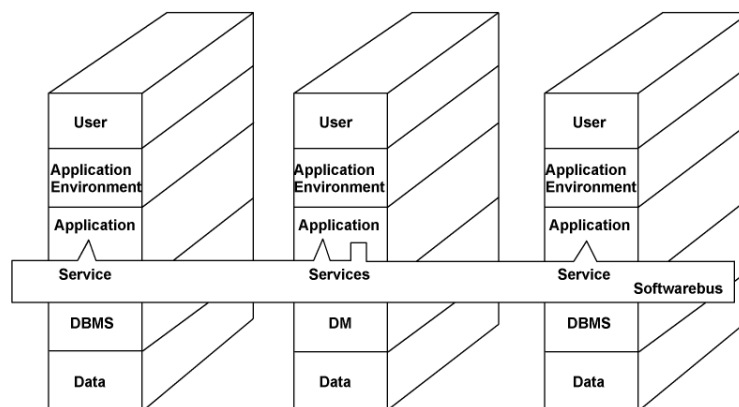 User
User
User
Application
Environment
Application
Environment
Application
Environment
Application
Application
Application
Service
Services
Service
Softwarebus
DBMS
DM
DBMS
Data
Data
Data